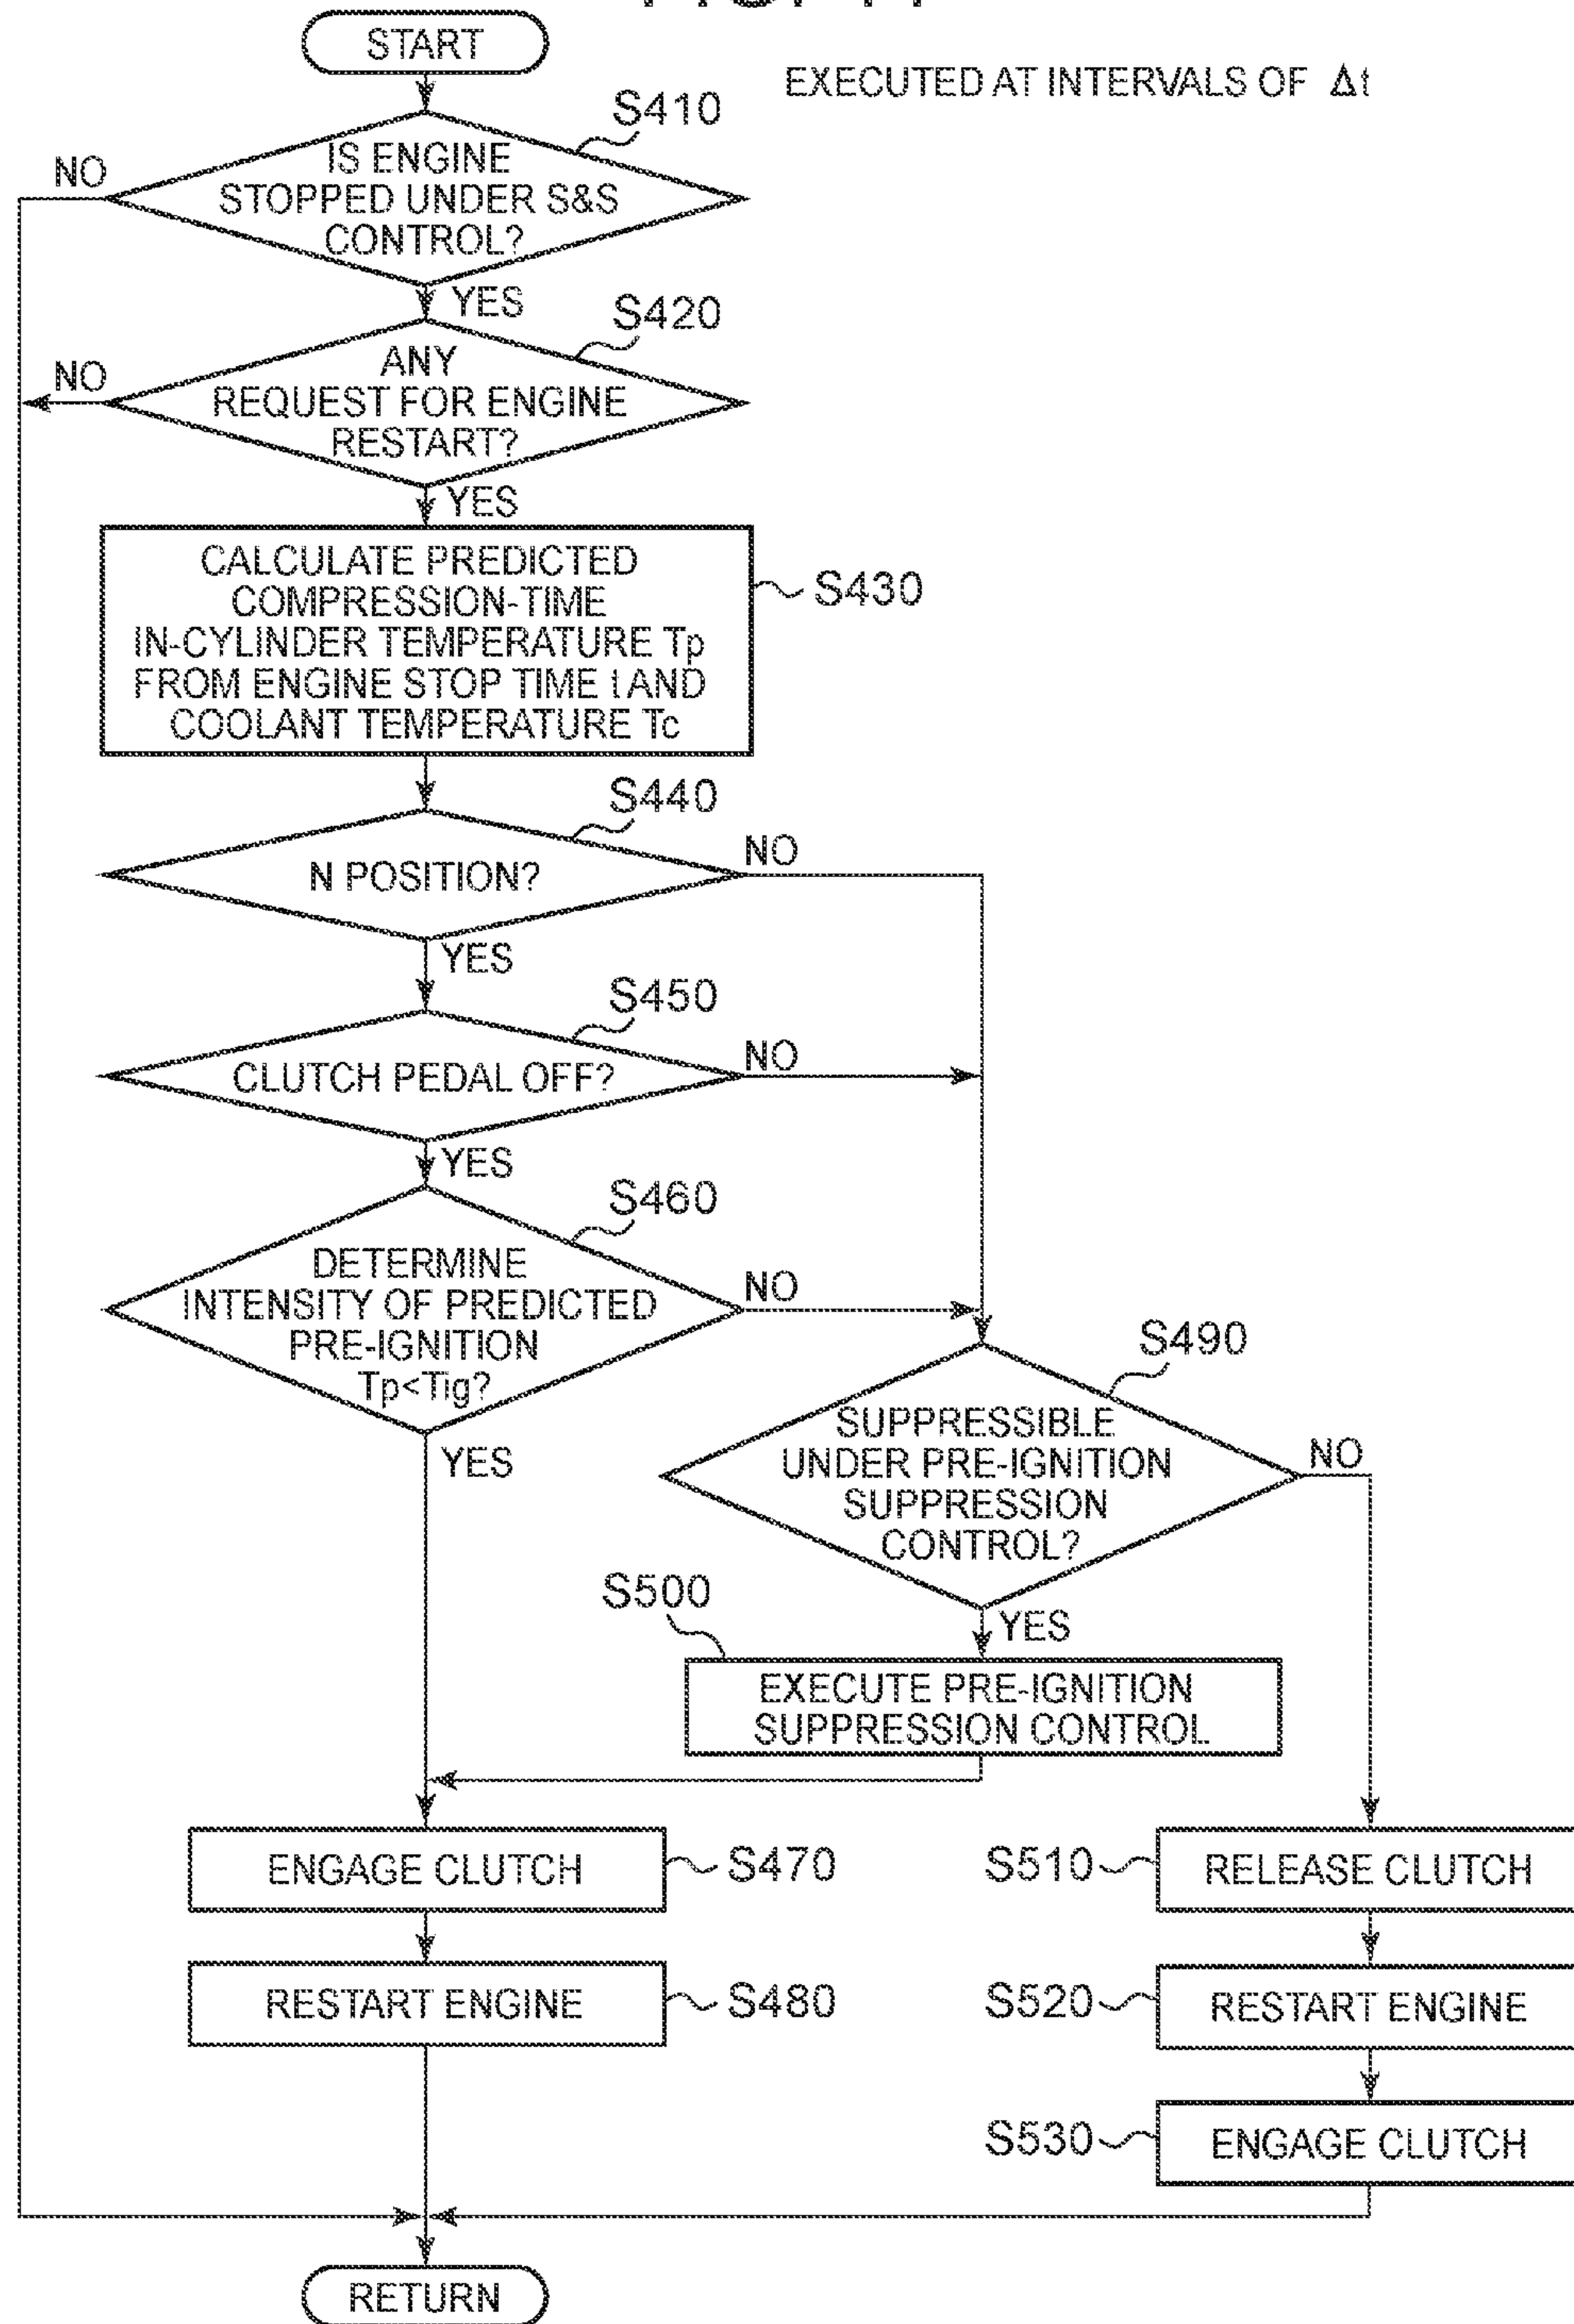 START
EXECUTED AT INTERVALS OF Δt
S410
IS ENGINE
STOPPED UNDER S&S
CONTROL?
NO
YES
S420
ANY
REQUEST FOR ENGINE
RESTART?
NO
YES
CALCULATE PREDICTED
COMPRESSION-TIME
IN-CYLINDER TEMPERATURE Tp
FROM ENGINE STOP TIME t AND
COOLANT TEMPERATURE Tc
S430
S440
N POSITION?
NO
YES
S450
CLUTCH PEDAL OFF?
NO
YES
S460
DETERMINE
INTENSITY OF PREDICTED
PRE-IGNITION
Tp<Tig?
NO
YES
S490
SUPPRESSIBLE
UNDER PRE-IGNITION
SUPPRESSION
CONTROL?
NO
YES
S500
EXECUTE PRE-IGNITION
SUPPRESSION CONTROL
ENGAGE CLUTCH
S470
S510
RELEASE CLUTCH
RESTART ENGINE
S480
S520
RESTART ENGINE
S530
ENGAGE CLUTCH
RETURN